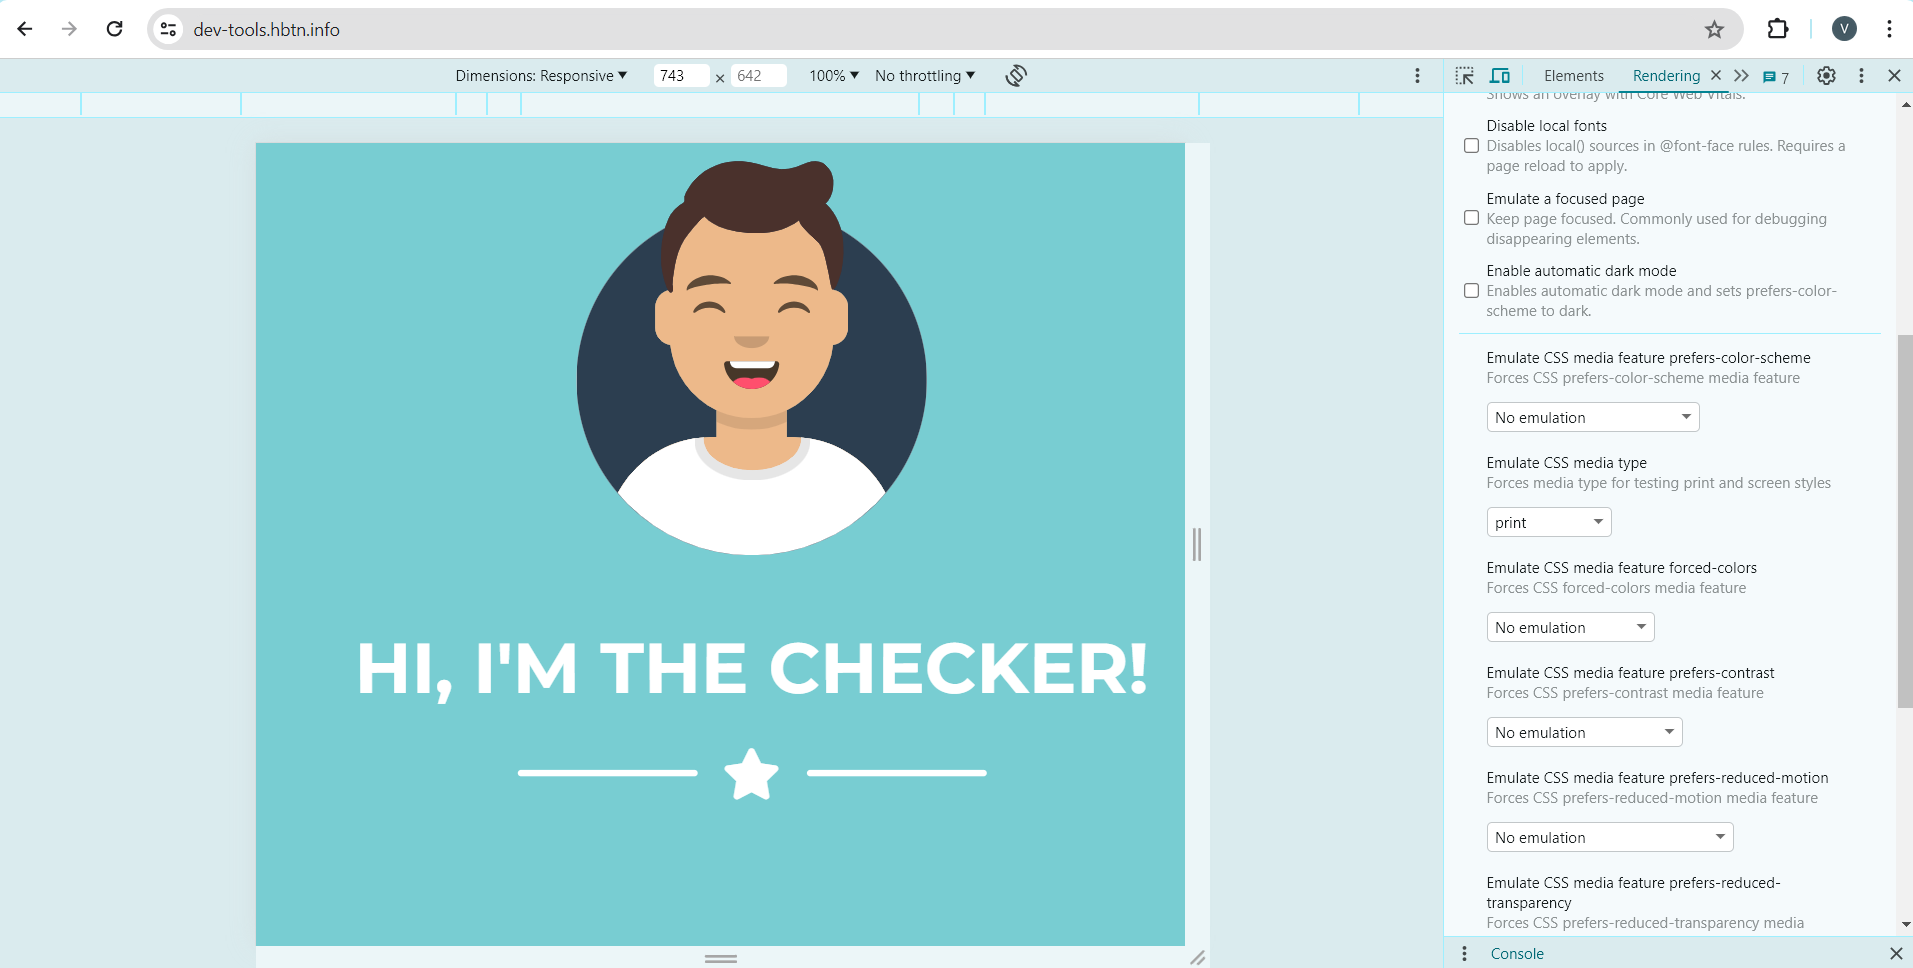 dev-tools.hbtn.info
V
Dimensions: Responsive
743 × 642
100%
No throttling
Elements
Rendering
7
Shows an overlay with Core Web Vitals.
Disable local fonts
Disables local() sources in @font-face rules. Requires a
page reload to apply.
Emulate a focused page
Keep page focused. Commonly used for debugging
disappearing elements.
Enable automatic dark mode
Enables automatic dark mode and sets prefers-color-
scheme to dark.
Emulate CSS media feature prefers-color-scheme
Forces CSS prefers-color-scheme media feature
No emulation
Emulate CSS media type
Forces media type for testing print and screen styles
print
Emulate CSS media feature forced-colors
Forces CSS forced-colors media feature
No emulation
Emulate CSS media feature prefers-contrast
Forces CSS prefers-contrast media feature
No emulation
Emulate CSS media feature prefers-reduced-motion
Forces CSS prefers-reduced-motion media feature
No emulation
Emulate CSS media feature prefers-reduced-
transparency
Forces CSS prefers-reduced-transparency media
Console
HI, I'M THE CHECKER!